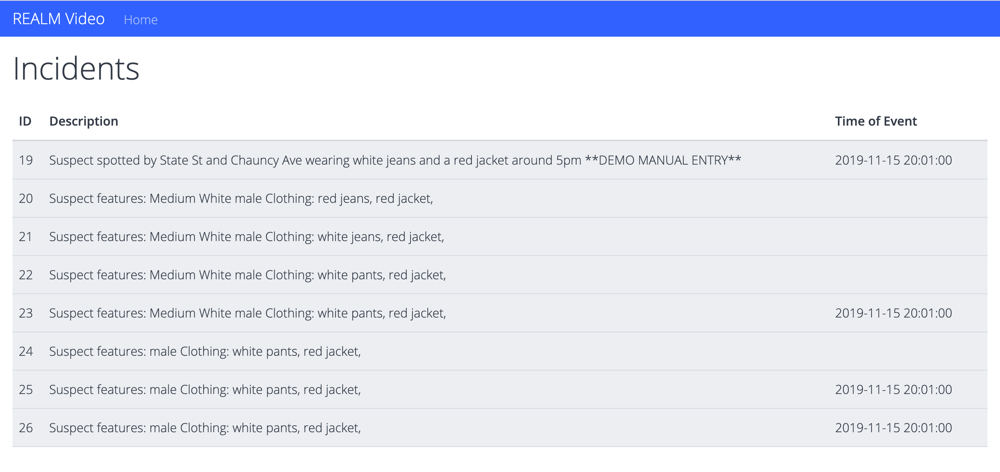 REALM Video Home
Incidents
ID Description Time of Event
19 Suspect spotted by State St and Chauncy Ave wearing white jeans and a red jacket around 5pm **DEMO MANUAL ENTRY** 2019-11-15 20:01:00
20 Suspect features: Medium White male Clothing: red jeans, red jacket,
21 Suspect features: Medium White male Clothing: white jeans, red jacket,
22 Suspect features: Medium White male Clothing: white pants, red jacket,
23 Suspect features: Medium White male Clothing: white pants, red jacket, 2019-11-15 20:01:00
24 Suspect features: male Clothing: white pants, red jacket,
25 Suspect features: male Clothing: white pants, red jacket, 2019-11-15 20:01:00
26 Suspect features: male Clothing: white pants, red jacket, 2019-11-15 20:01:00